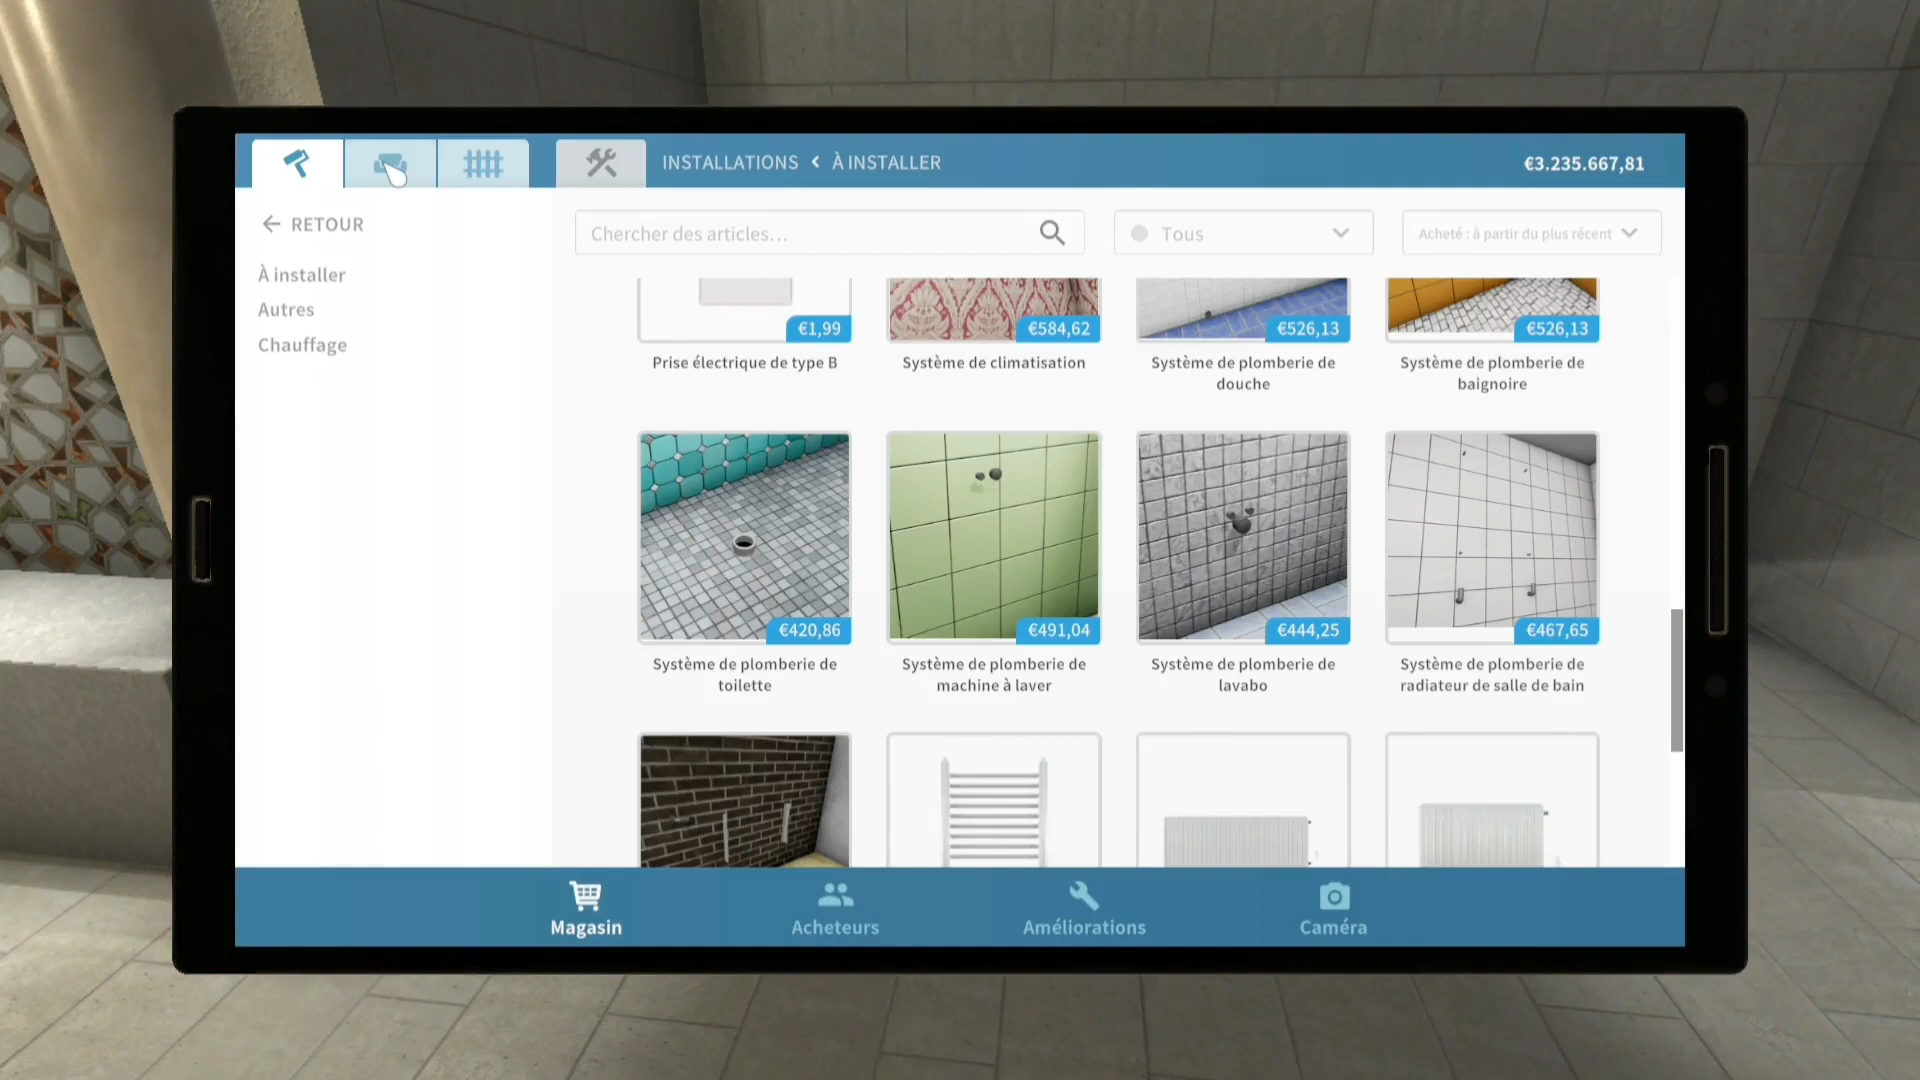 INSTALLATIONS < À INSTALLER
€3.235.667,81
RETOUR
À installer
Autres
Chauffage
Chercher des articles...
Tous
Acheté : à partir du plus récent
€1,99
€584,62
€526,13
€526,13
Prise électrique de type B
Système de climatisation
Système de plomberie de
douche
Système de plomberie de
baignoire
€420,86
€491,04
€444,25
€467,65
Système de plomberie de
toilette
Système de plomberie de
machine à laver
Système de plomberie de
lavabo
Système de plomberie de
radiateur de salle de bain
Magasin
Acheteurs
Améliorations
Caméra